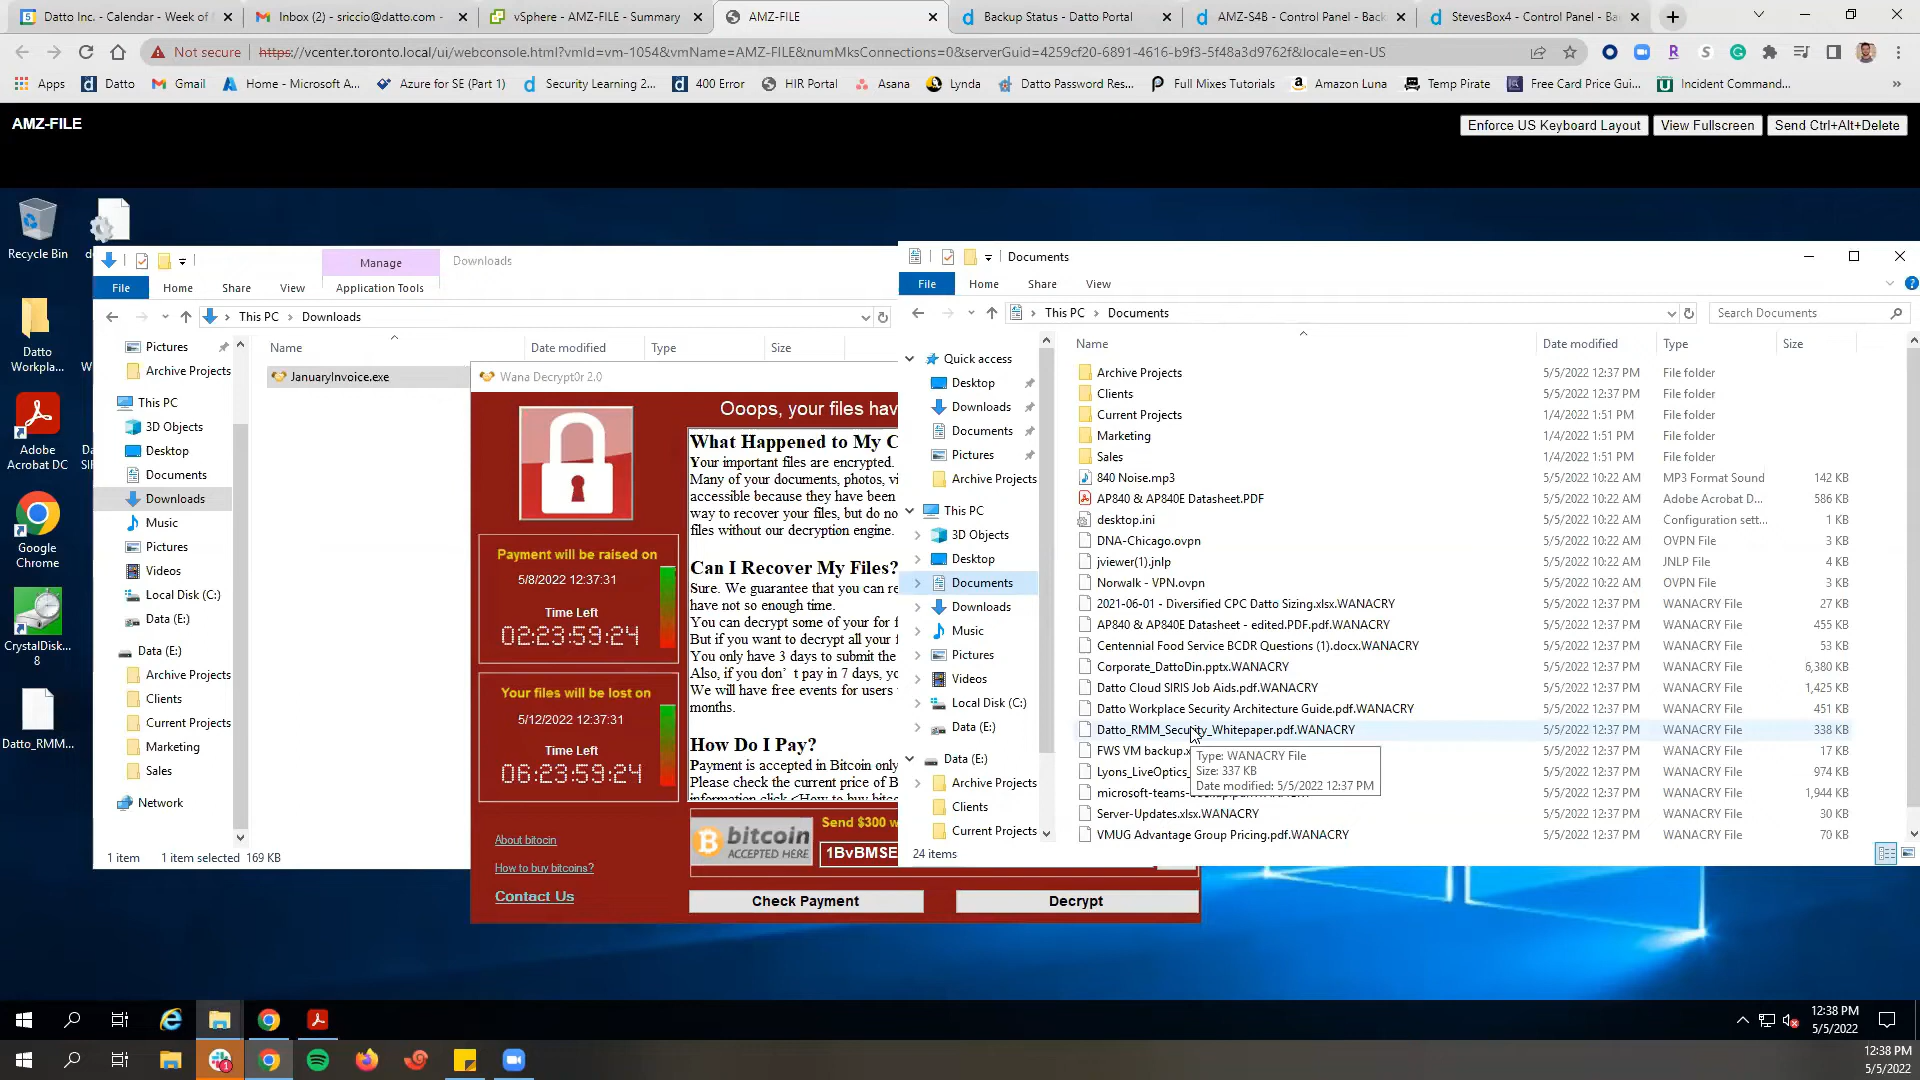 Datto Inc. - Calendar - Week of
Inbox (2) - sriccio@datto.com -
vSphere - AMZ-FILE - Summary
AMZ-FILE
Backup Status - Datto Portal
AMZ-S4B - Control Panel - Back
StevesBox4 - Control Panel - Ba
Not secure
https://vcenter.toronto.local/ui/webconsole.html?vmId=vm-1054&vmName=AMZ-FILE&numMksConnections=0&serverGuid=4259cf20-6891-4616-b9f3-5f48a3d9762f&locale=en-US
Apps
Datto
Gmail
Home - Microsoft A...
Azure for SE (Part 1)
Security Learning 2...
400 Error
HIR Portal
Asana
Lynda
Datto Password Res...
Full Mixes Tutorials
Amazon Luna
Temp Pirate
Free Card Price Gui...
Incident Command...
AMZ-FILE
Enforce US Keyboard Layout
View Fullscreen
Send Ctrl+Alt+Delete
Recycle Bin
Datto
Workpla...
Adobe
Acrobat DC
Google
Chrome
CrystalDisk...
8
Datto_RMM...
Manage
Downloads
File
Home
Share
View
Application Tools
This PC
Downloads
Name
Date modified
Type
Size
Pictures
Archive Projects
This PC
3D Objects
Desktop
Documents
Downloads
Music
Pictures
Videos
Local Disk (C:)
Data (E:)
Data (E:)
Archive Projects
Clients
Current Projects
Marketing
Sales
Network
JanuaryInvoice.exe
1 item
1 item selected 169 KB
Wana Decrypt0r 2.0
Ooops, your files hav
What Happened to My C
Your important files are encrypted.
Many of your documents, photos, vi
accessible because they have been
way to recover your files, but do no
files without our decryption engine.
Can I Recover My Files?
Sure. We guarantee that you can re
have not so enough time.
You can decrypt some of your for f
But if you want to decrypt all your f
You only have 3 days to submit the
Also, if you don't pay in 7 days, yo
We will have free events for users
months.
How Do I Pay?
Payment is accepted in Bitcoin only
Please check the current price of B
information click <How to buy bitco
Payment will be raised on
5/8/2022 12:37:31
Time Left
02:23:59:24
Your files will be lost on
5/12/2022 12:37:31
Time Left
06:23:59:24
About bitocin
How to buy bitcoins?
Contact Us
bitcoin
ACCEPTED HERE
Send $300 w
1BvBMSE
Check Payment
Decrypt
Documents
File
Home
Share
View
This PC
Documents
Search Documents
Quick access
Desktop
Downloads
Documents
Pictures
Archive Projects
This PC
3D Objects
Desktop
Documents
Downloads
Music
Pictures
Videos
Local Disk (C:)
Data (E:)
Data (E:)
Archive Projects
Clients
Current Projects
Name
Date modified
Type
Size
Archive Projects 5/5/2022 12:37 PM File folder
Clients 5/5/2022 12:37 PM File folder
Current Projects 1/4/2022 1:51 PM File folder
Marketing 1/4/2022 1:51 PM File folder
Sales 1/4/2022 1:51 PM File folder
840 Noise.mp3 5/5/2022 10:22 AM MP3 Format Sound 142 KB
AP840 & AP840E Datasheet.PDF 5/5/2022 10:22 AM Adobe Acrobat D... 586 KB
desktop.ini 5/5/2022 10:22 AM Configuration sett... 1 KB
DNA-Chicago.ovpn 5/5/2022 10:22 AM OVPN File 3 KB
jviewer(1).jnlp 5/5/2022 10:22 AM JNLP File 4 KB
Norwalk - VPN.ovpn 5/5/2022 10:22 AM OVPN File 3 KB
2021-06-01 - Diversified CPC Datto Sizing.xlsx.WANACRY 5/5/2022 12:37 PM WANACRY File 27 KB
AP840 & AP840E Datasheet - edited.PDF.pdf.WANACRY 5/5/2022 12:37 PM WANACRY File 455 KB
Centennial Food Service BCDR Questions (1).docx.WANACRY 5/5/2022 12:37 PM WANACRY File 53 KB
Corporate_DattoDin.pptx.WANACRY 5/5/2022 12:37 PM WANACRY File 6,380 KB
Datto Cloud SIRIS Job Aids.pdf.WANACRY 5/5/2022 12:37 PM WANACRY File 1,425 KB
Datto Workplace Security Architecture Guide.pdf.WANACRY 5/5/2022 12:37 PM WANACRY File 451 KB
Datto_RMM_Security_Whitepaper.pdf.WANACRY 5/5/2022 12:37 PM WANACRY File 338 KB
FWS VM backup.x 5/5/2022 12:37 PM WANACRY File 17 KB
Lyons_LiveOptics_ 5/5/2022 12:37 PM WANACRY File 974 KB
microsoft-teams- 5/5/2022 12:37 PM WANACRY File 1,944 KB
Server-Updates.xlsx.WANACRY 5/5/2022 12:37 PM WANACRY File 30 KB
VMUG Advantage Group Pricing.pdf.WANACRY 5/5/2022 12:37 PM WANACRY File 70 KB
Type: WANACRY File
Size: 337 KB
Date modified: 5/5/2022 12:37 PM
24 items
12:38 PM
5/5/2022
12:38 PM
5/5/2022